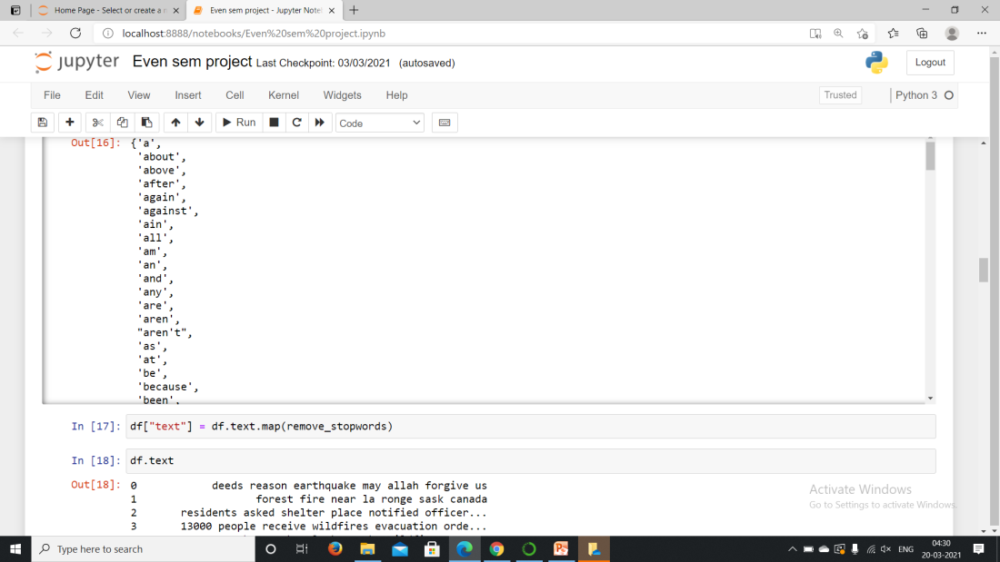 Home Page - Select or create a n
Even sem project - Jupyter Note
localhost:8888/notebooks/Even%20sem%20project.ipynb
jupyter Even sem project Last Checkpoint: 03/03/2021 (autosaved)
Logout
File Edit View Insert Cell Kernel Widgets Help
Trusted
Python 3
Run
Code
Out[16]: {'a',
'about',
'above',
'after',
'again',
'against',
'ain',
'all',
'am',
'an',
'and',
'any',
'are',
'aren',
"aren't",
'as',
'at',
'be',
'because',
'been',
In [17]: df["text"] = df.text.map(remove_stopwords)
In [18]: df.text
Out[18]: 0 deeds reason earthquake may allah forgive us
1 forest fire near la ronge sask canada
2 residents asked shelter place notified officer...
3 13000 people receive wildfires evacuation orde...
Activate Windows
Go to Settings to activate Windows.
Type here to search
ENG
04:30
20-03-2021